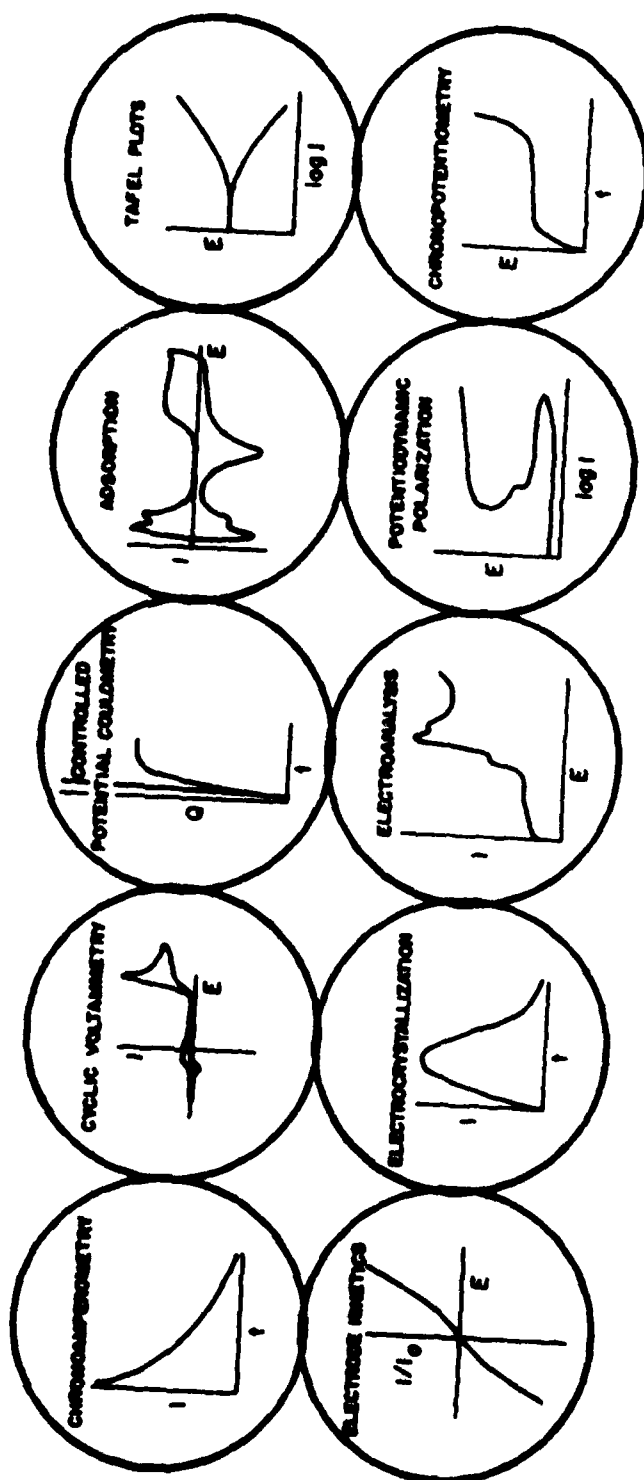 CHRONOAMPEROMETRY
I
t
CYCLIC VOLTAMMETRY
I
E
CONTROLLED
POTENTIAL COULOMETRY
Q
t
ADSORPTION
I
E
TAFEL PLOTS
E
log I
ELECTRODE KINETICS
I/I₀
E
ELECTROCRYSTALLIZATION
I
t
ELECTROANALYSIS
I
E
POTENTIODYNAMIC
POLARIZATION
E
log I
CHRONOPOTENTIOMETRY
E
t